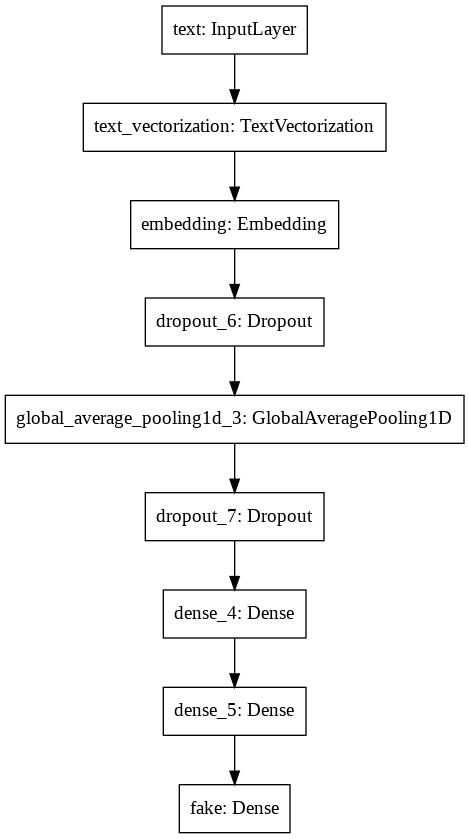 text: InputLayer
text_vectorization: TextVectorization
embedding: Embedding
dropout_6: Dropout
global_average_pooling1d_3: GlobalAveragePooling1D
dropout_7: Dropout
dense_4: Dense
dense_5: Dense
fake: Dense